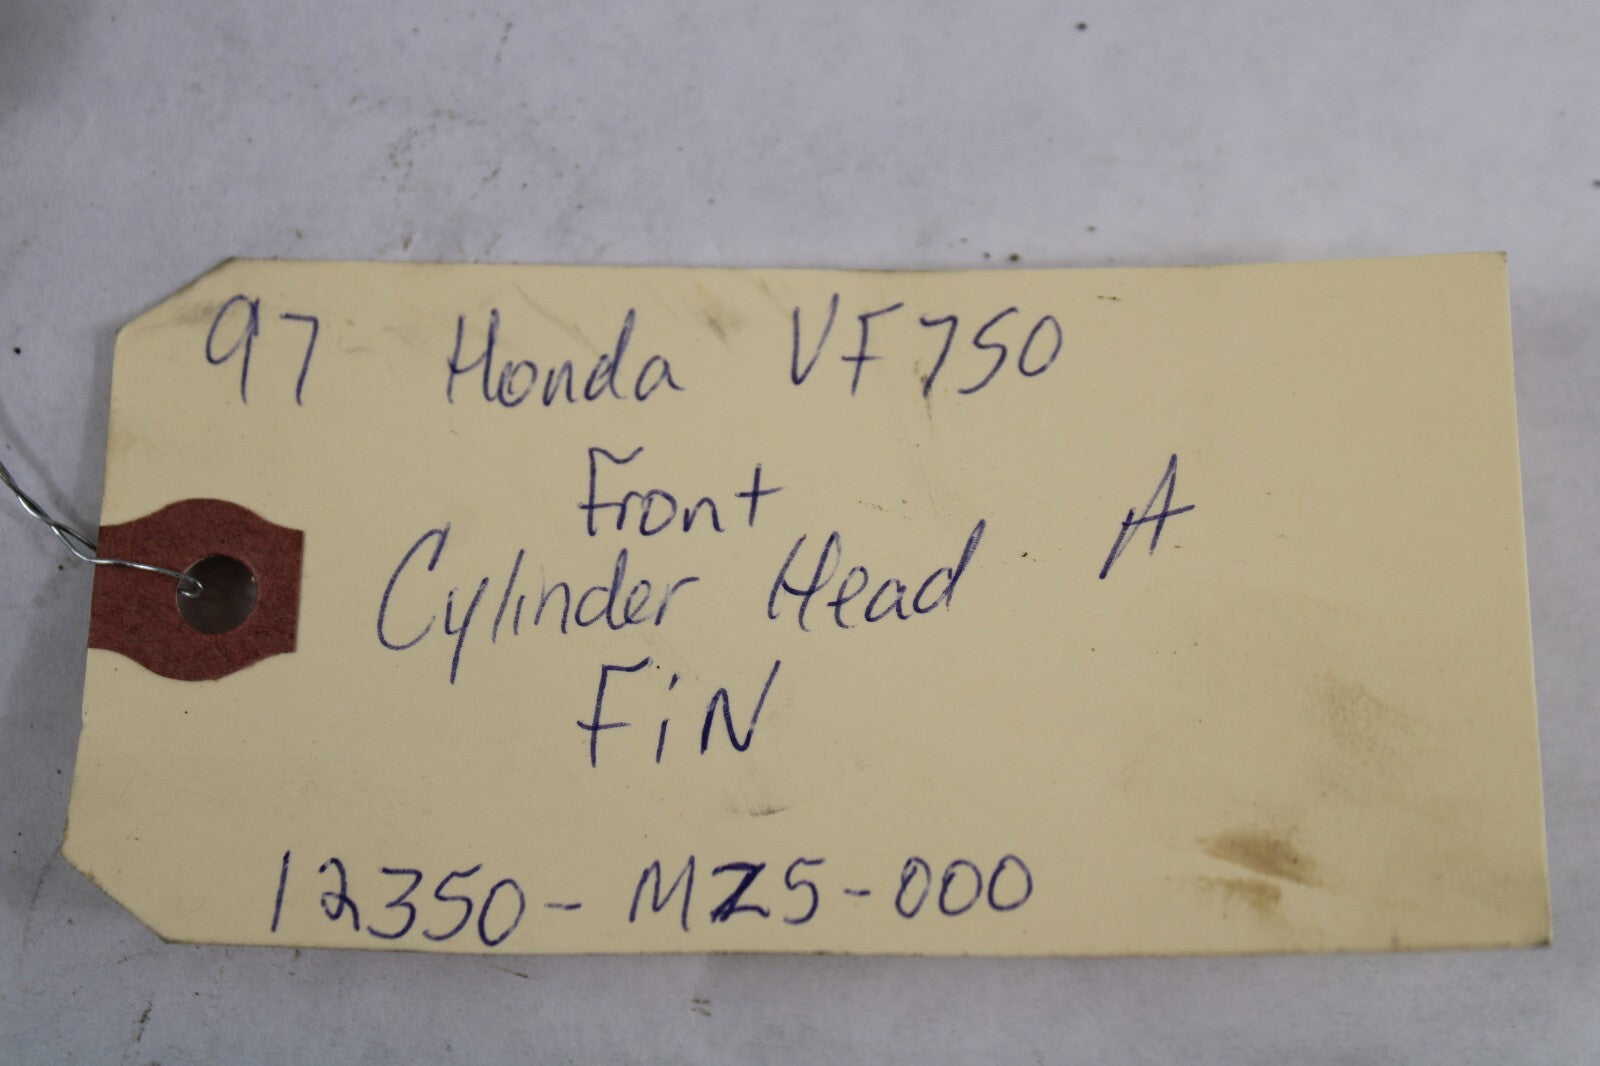 97 Honda VF750
Front
Cylinder Head A
FiN
12350-MZ5-000